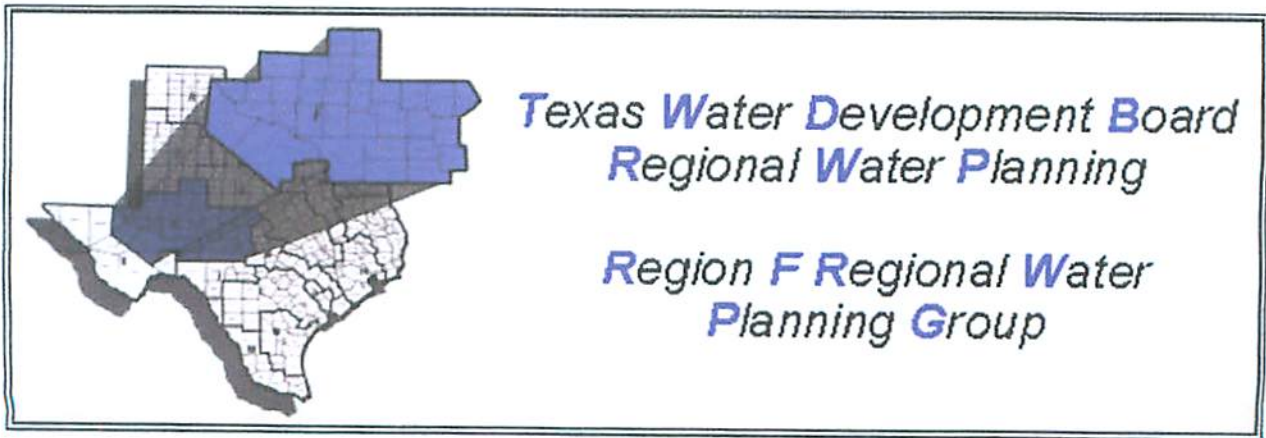 Texas Water Development Board
Regional Water Planning
Region F Regional Water
Planning Group